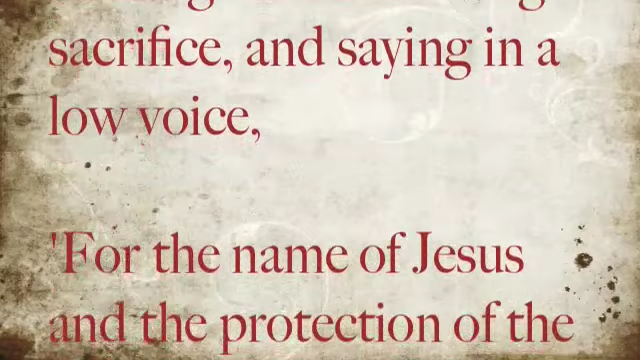 sacrifice, and saying in a
low voice,
'For the name of Jesus
and the protection of the